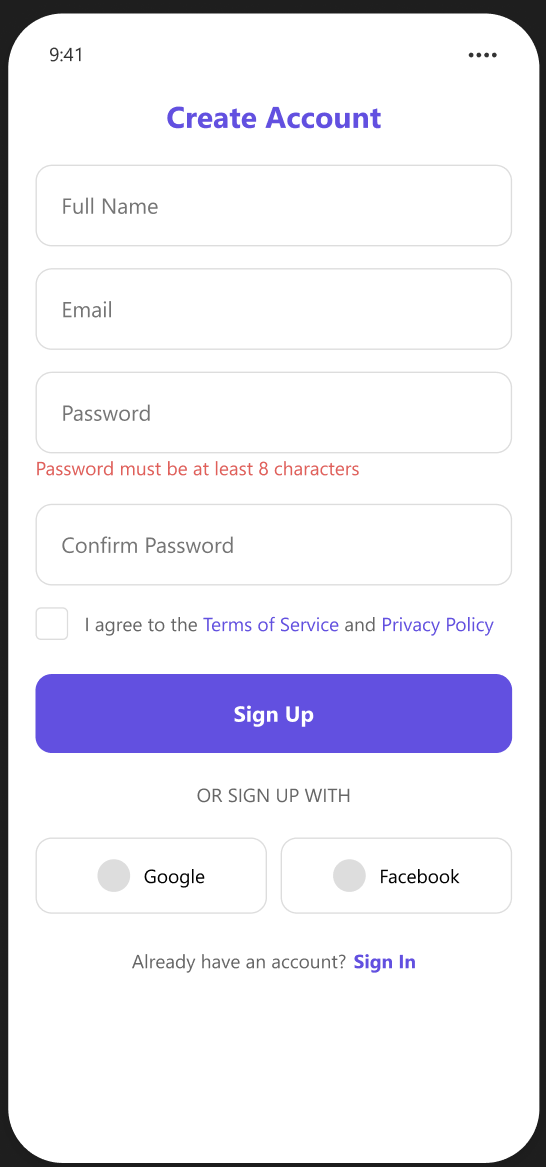 9:41
Create Account
Full Name
Email
Password
Password must be at least 8 characters
Confirm Password
I agree to the Terms of Service and Privacy Policy
Sign Up
OR SIGN UP WITH
Google
Facebook
Already have an account? Sign In